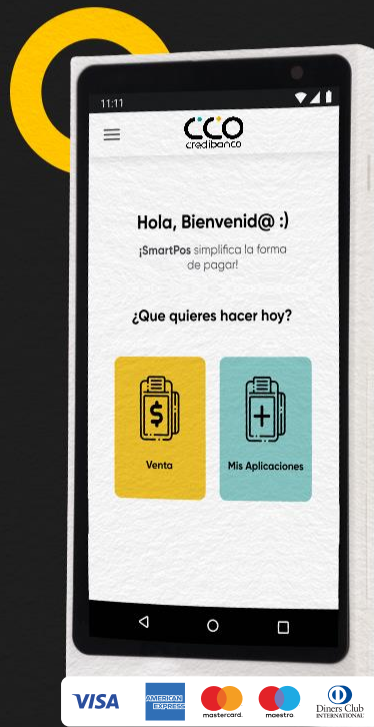 11:11
CCO
credibanco
Hola, Bienvenid@ :)
¡SmartPos simplifica la forma
de pagar!
¿Que quieres hacer hoy?
$
+
Venta
Mis Aplicaciones
VISA
AMERICAN
EXPRESS
mastercard.
maestro
Diners Club
INTERNATIONAL